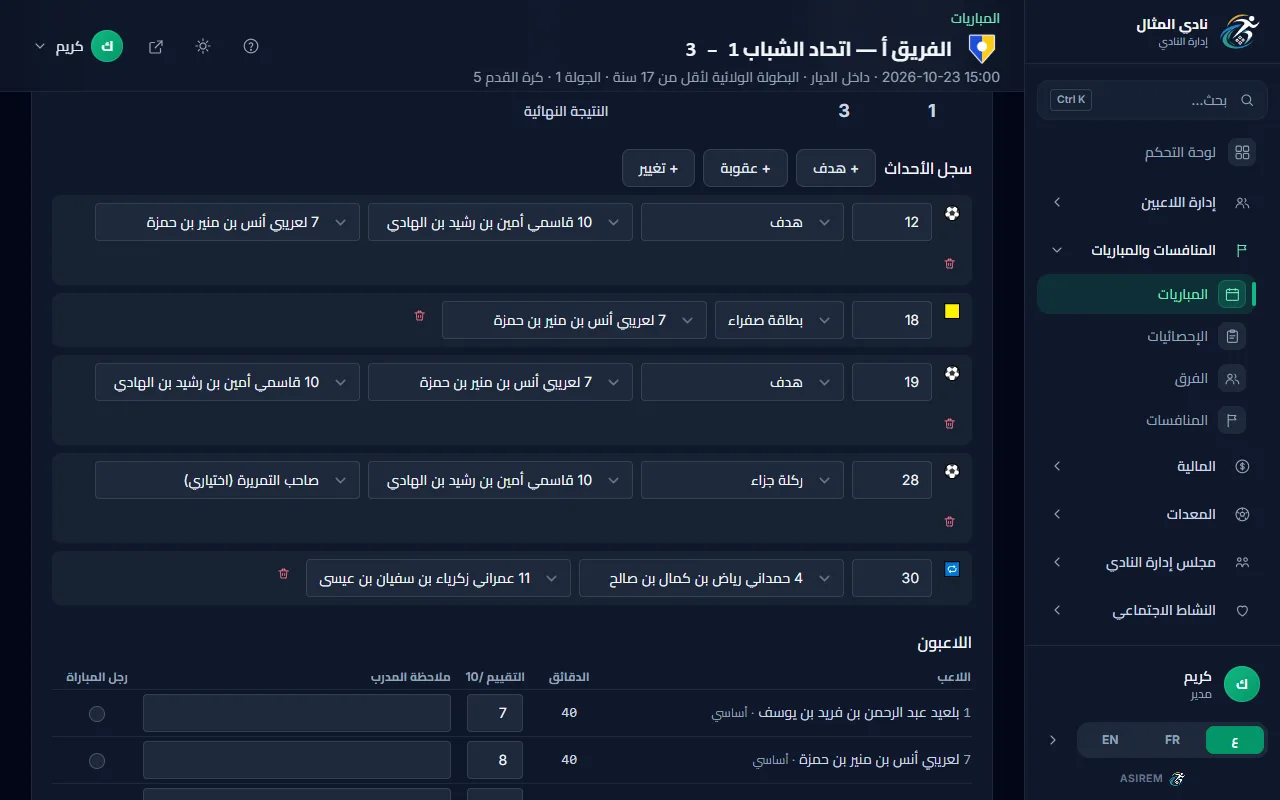 نادي المثال
إدارة النادي
بحث...
Ctrl K
لوحة التحكم
إدارة اللاعبين
المنافسات والمباريات
المباريات
الإحصائيات
الفرق
المنافسات
المالية
المعدات
مجلس إدارة النادي
النشاط الاجتماعي
ك
كريم
مدير
ع
FR
EN
ASIREM
المباريات
الفريق أ — اتحاد الشباب 1 – 3
15:00 2026-10-23 · داخل الديار · البطولة الولائية لأقل من 17 سنة · الجولة 1 · كرة القدم 5
ك
كريم
1 3 النتيجة النهائية
سجل الأحداث
+ هدف
+ عقوبة
+ تغيير
12 هدف 10 قاسمي أمين بن رشيد بن الهادي 7 لعريبي أنس بن منير بن حمزة
18 بطاقة صفراء 7 لعريبي أنس بن منير بن حمزة
19 هدف 7 لعريبي أنس بن منير بن حمزة 10 قاسمي أمين بن رشيد بن الهادي
28 ركلة جزاء 10 قاسمي أمين بن رشيد بن الهادي صاحب التمريرة (اختياري)
30 4 حمداني رياض بن كمال بن صالح 11 عمراني زكرياء بن سفيان بن عيسى
اللاعبون
اللاعب الدقائق التقييم /10 ملاحظة المدرب رجل المباراة
1 بلعيد عبد الرحمن بن فريد بن يوسف · أساسي 40 7
7 لعريبي أنس بن منير بن حمزة · أساسي 40 8